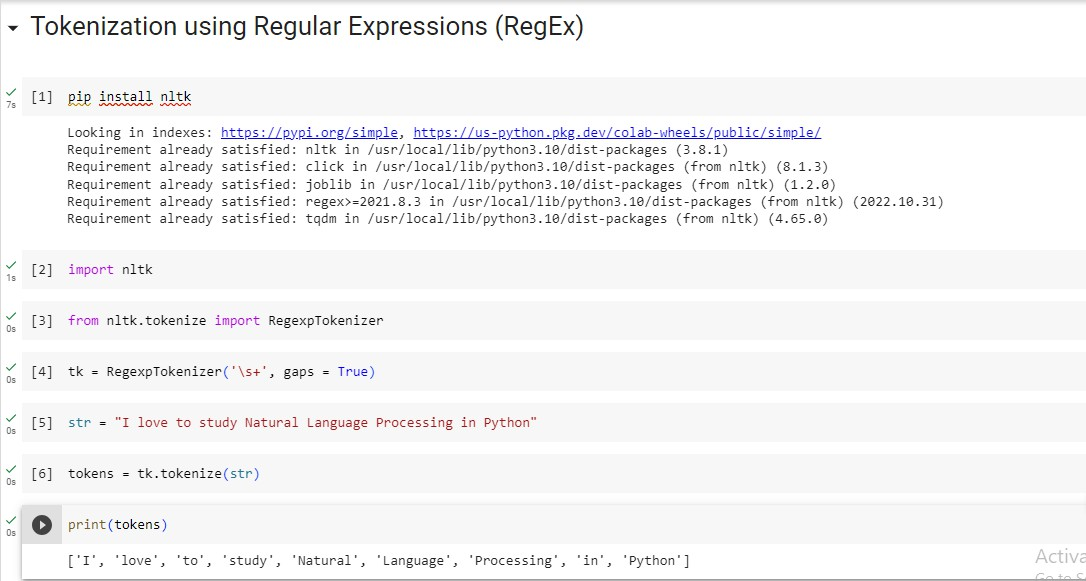 Tokenization using Regular Expressions (RegEx)
7s [1] pip install nltk
Looking in indexes: https://pypi.org/simple, https://us-python.pkg.dev/colab-wheels/public/simple/
Requirement already satisfied: nltk in /usr/local/lib/python3.10/dist-packages (3.8.1)
Requirement already satisfied: click in /usr/local/lib/python3.10/dist-packages (from nltk) (8.1.3)
Requirement already satisfied: joblib in /usr/local/lib/python3.10/dist-packages (from nltk) (1.2.0)
Requirement already satisfied: regex>=2021.8.3 in /usr/local/lib/python3.10/dist-packages (from nltk) (2022.10.31)
Requirement already satisfied: tqdm in /usr/local/lib/python3.10/dist-packages (from nltk) (4.65.0)
1s [2] import nltk
0s [3] from nltk.tokenize import RegexpTokenizer
0s [4] tk = RegexpTokenizer('\s+', gaps = True)
0s [5] str = "I love to study Natural Language Processing in Python"
0s [6] tokens = tk.tokenize(str)
0s print(tokens)
['I', 'love', 'to', 'study', 'Natural', 'Language', 'Processing', 'in', 'Python']
Activa
Go to S